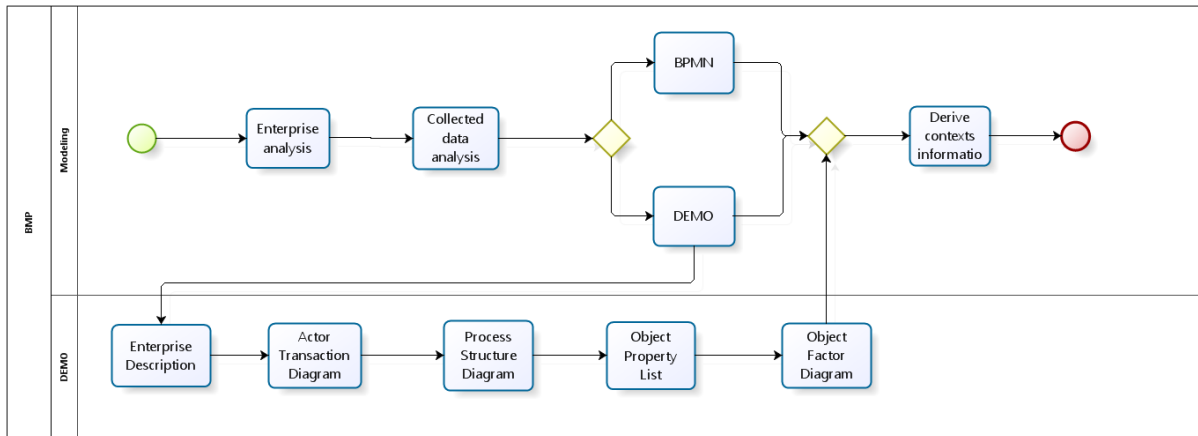 BMP
Modeling
Enterprise
analysis
Collected
data
analysis
BPMN
DEMO
Derive
contexts
informatio
DEMO
Enterprise
Description
Actor
Transaction
Diagram
Process
Structure
Diagram
Object
Property
List
Object
Factor
Diagram